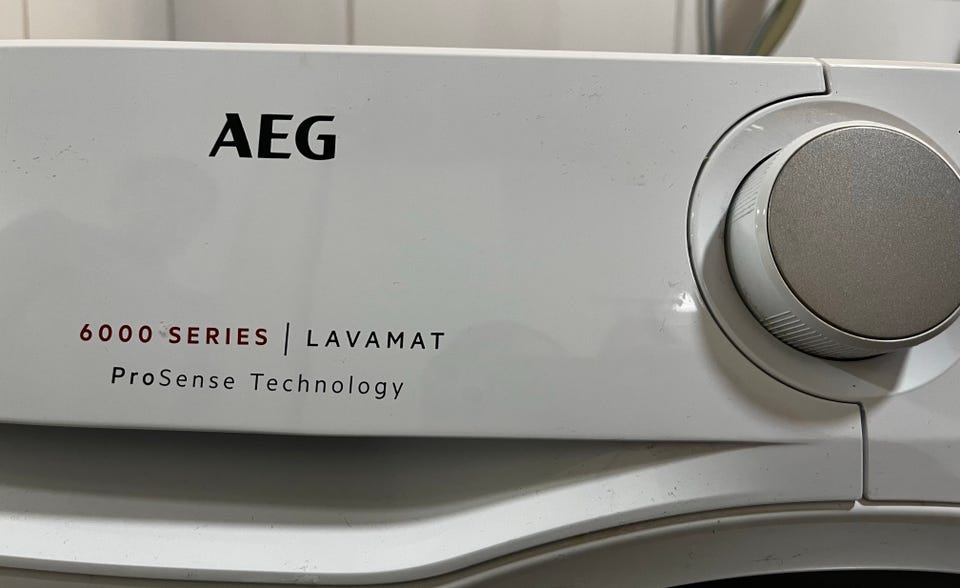 AEG
6000 SERIES | LAVAMAT
ProSense Technology